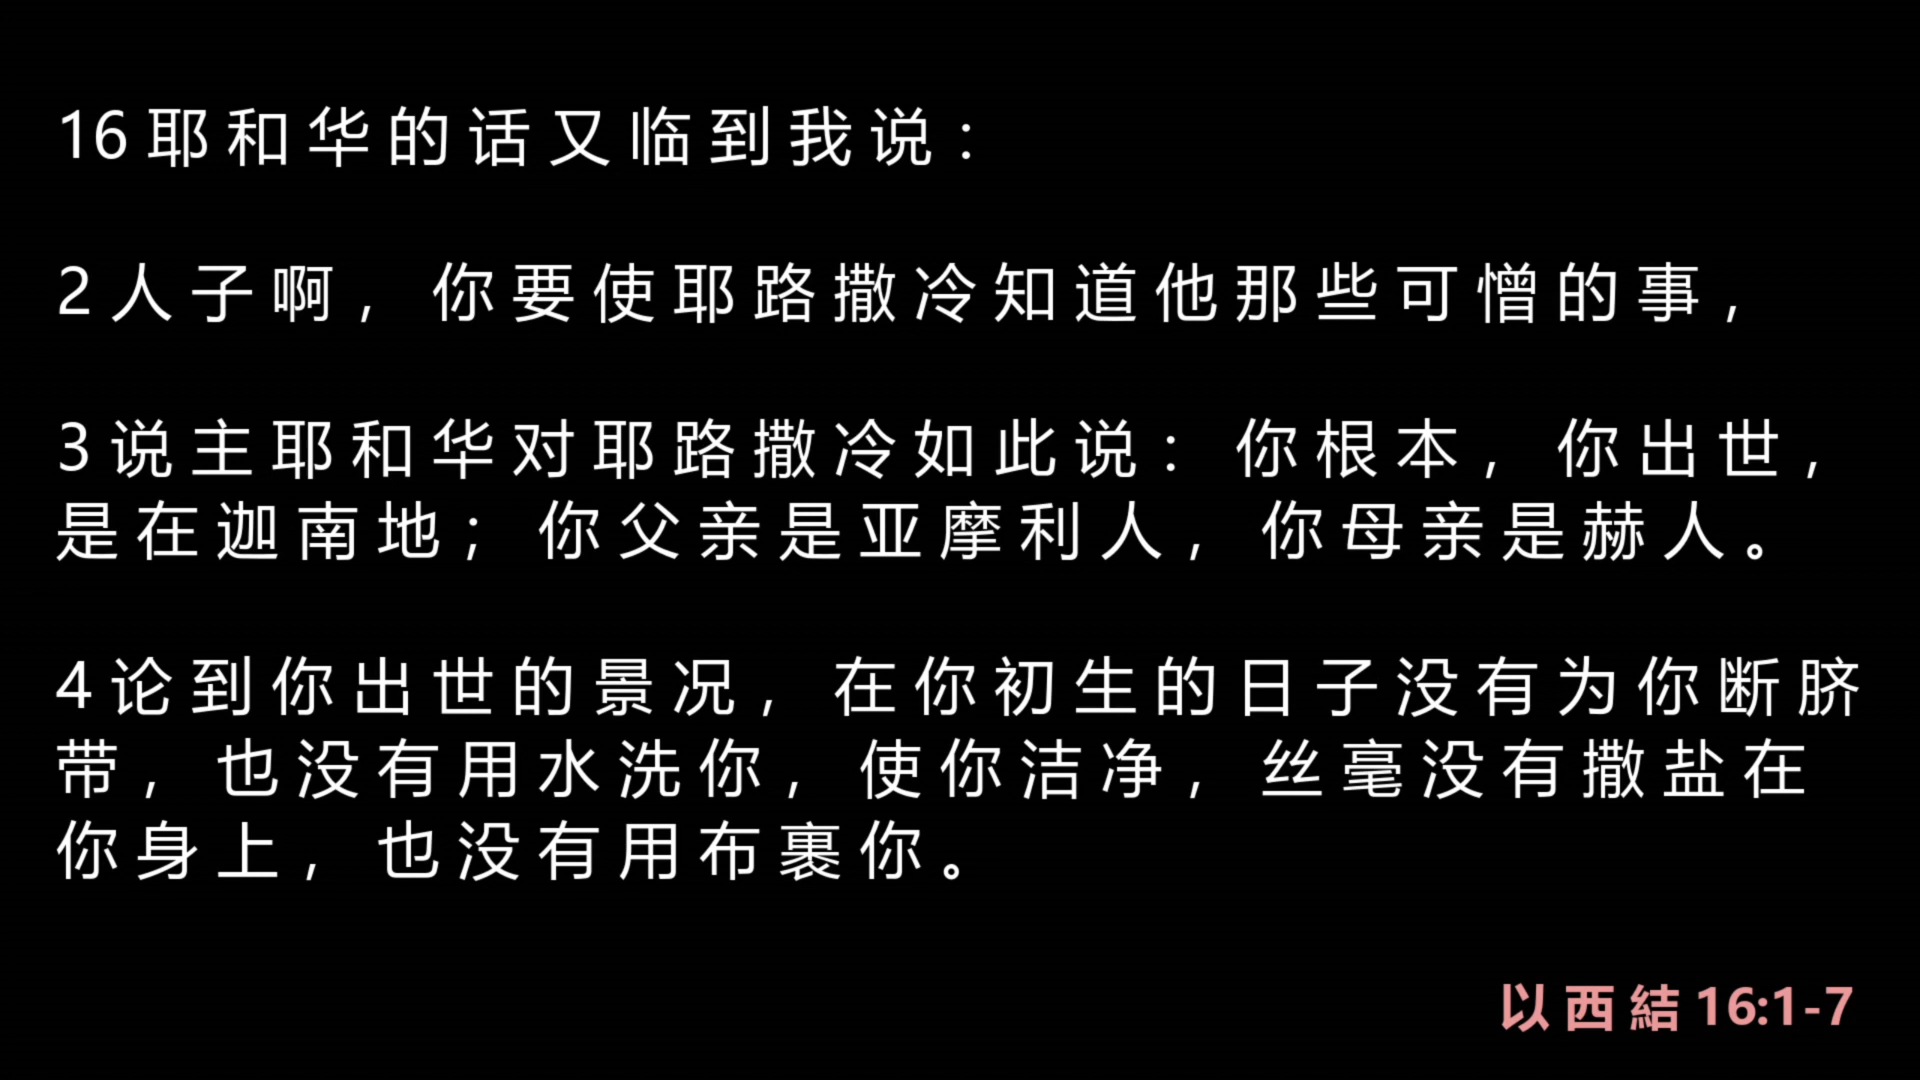 16 耶和华的话又临到我说：
2 人子啊，你要使耶路撒冷知道他那些可憎的事，
3 说主耶和华对耶路撒冷如此说：你根本，你出世，
是在迦南地；你父亲是亚摩利人，你母亲是赫人。
4 论到你出世的景况，在你初生的日子没有为你断脐
带，也没有用水洗你，使你洁净，丝毫没有撒盐在
你身上，也没有用布裹你。
以西結 16:1-7